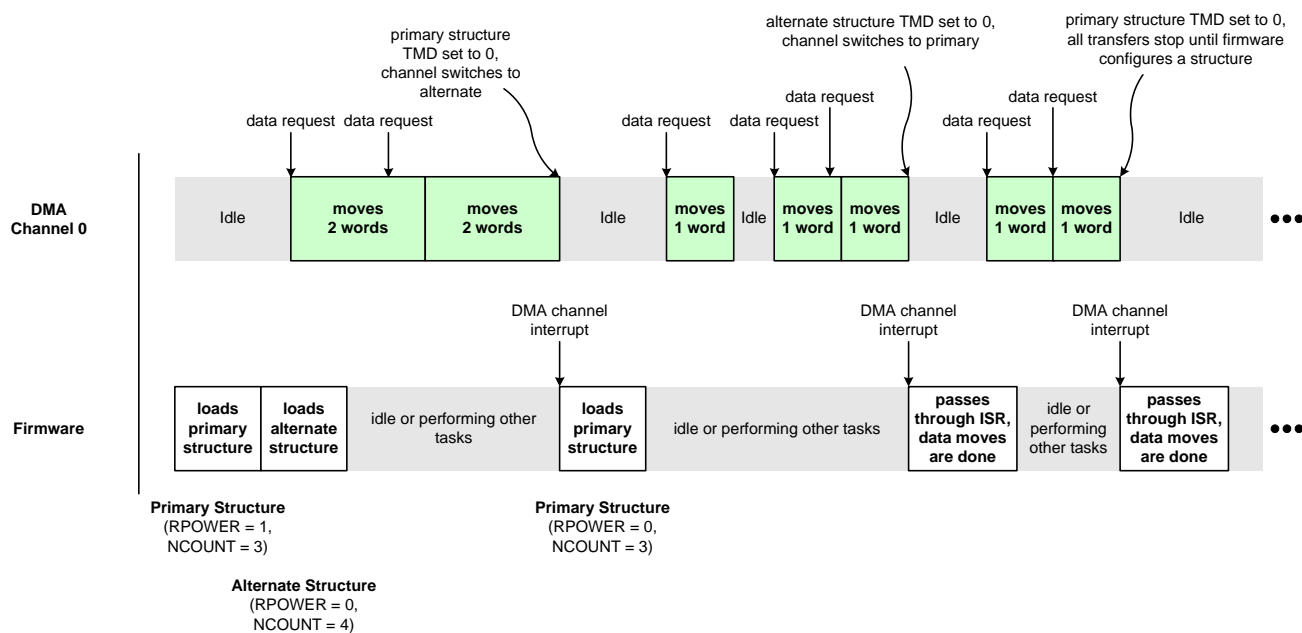 primary structure
TMD set to 0,
channel switches to
alternate
alternate structure TMD set to 0,
channel switches to primary
primary structure TMD set to 0,
all transfers stop until firmware
configures a structure
data request
data request
data request
data request
data request
data request
data request
DMA
Channel 0
Idle
moves
2 words
moves
2 words
Idle
moves
1 word
Idle
moves
1 word
moves
1 word
Idle
moves
1 word
moves
1 word
Idle
DMA channel
interrupt
DMA channel
interrupt
DMA channel
interrupt
Firmware
loads
primary
structure
loads
alternate
structure
idle or performing other
tasks
loads
primary
structure
idle or performing other tasks
passes
through ISR,
data moves
are done
idle or
performing
other tasks
passes
through ISR,
data moves
are done
Primary Structure
(RPOWER = 1,
NCOUNT = 3)
Primary Structure
(RPOWER = 0,
NCOUNT = 3)
Alternate Structure
(RPOWER = 0,
NCOUNT = 4)